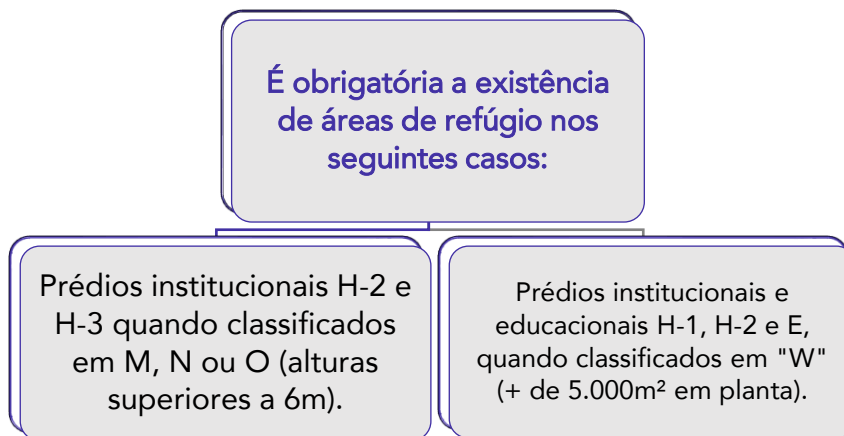 É obrigatória a existência
de áreas de refúgio nos
seguintes casos:
Prédios institucionais H-2 e
H-3 quando classificados
em M, N ou O (alturas
superiores a 6m).
Prédios institucionais e
educacionais H-1, H-2 e E,
quando classificados em "W"
(+ de 5.000m² em planta).